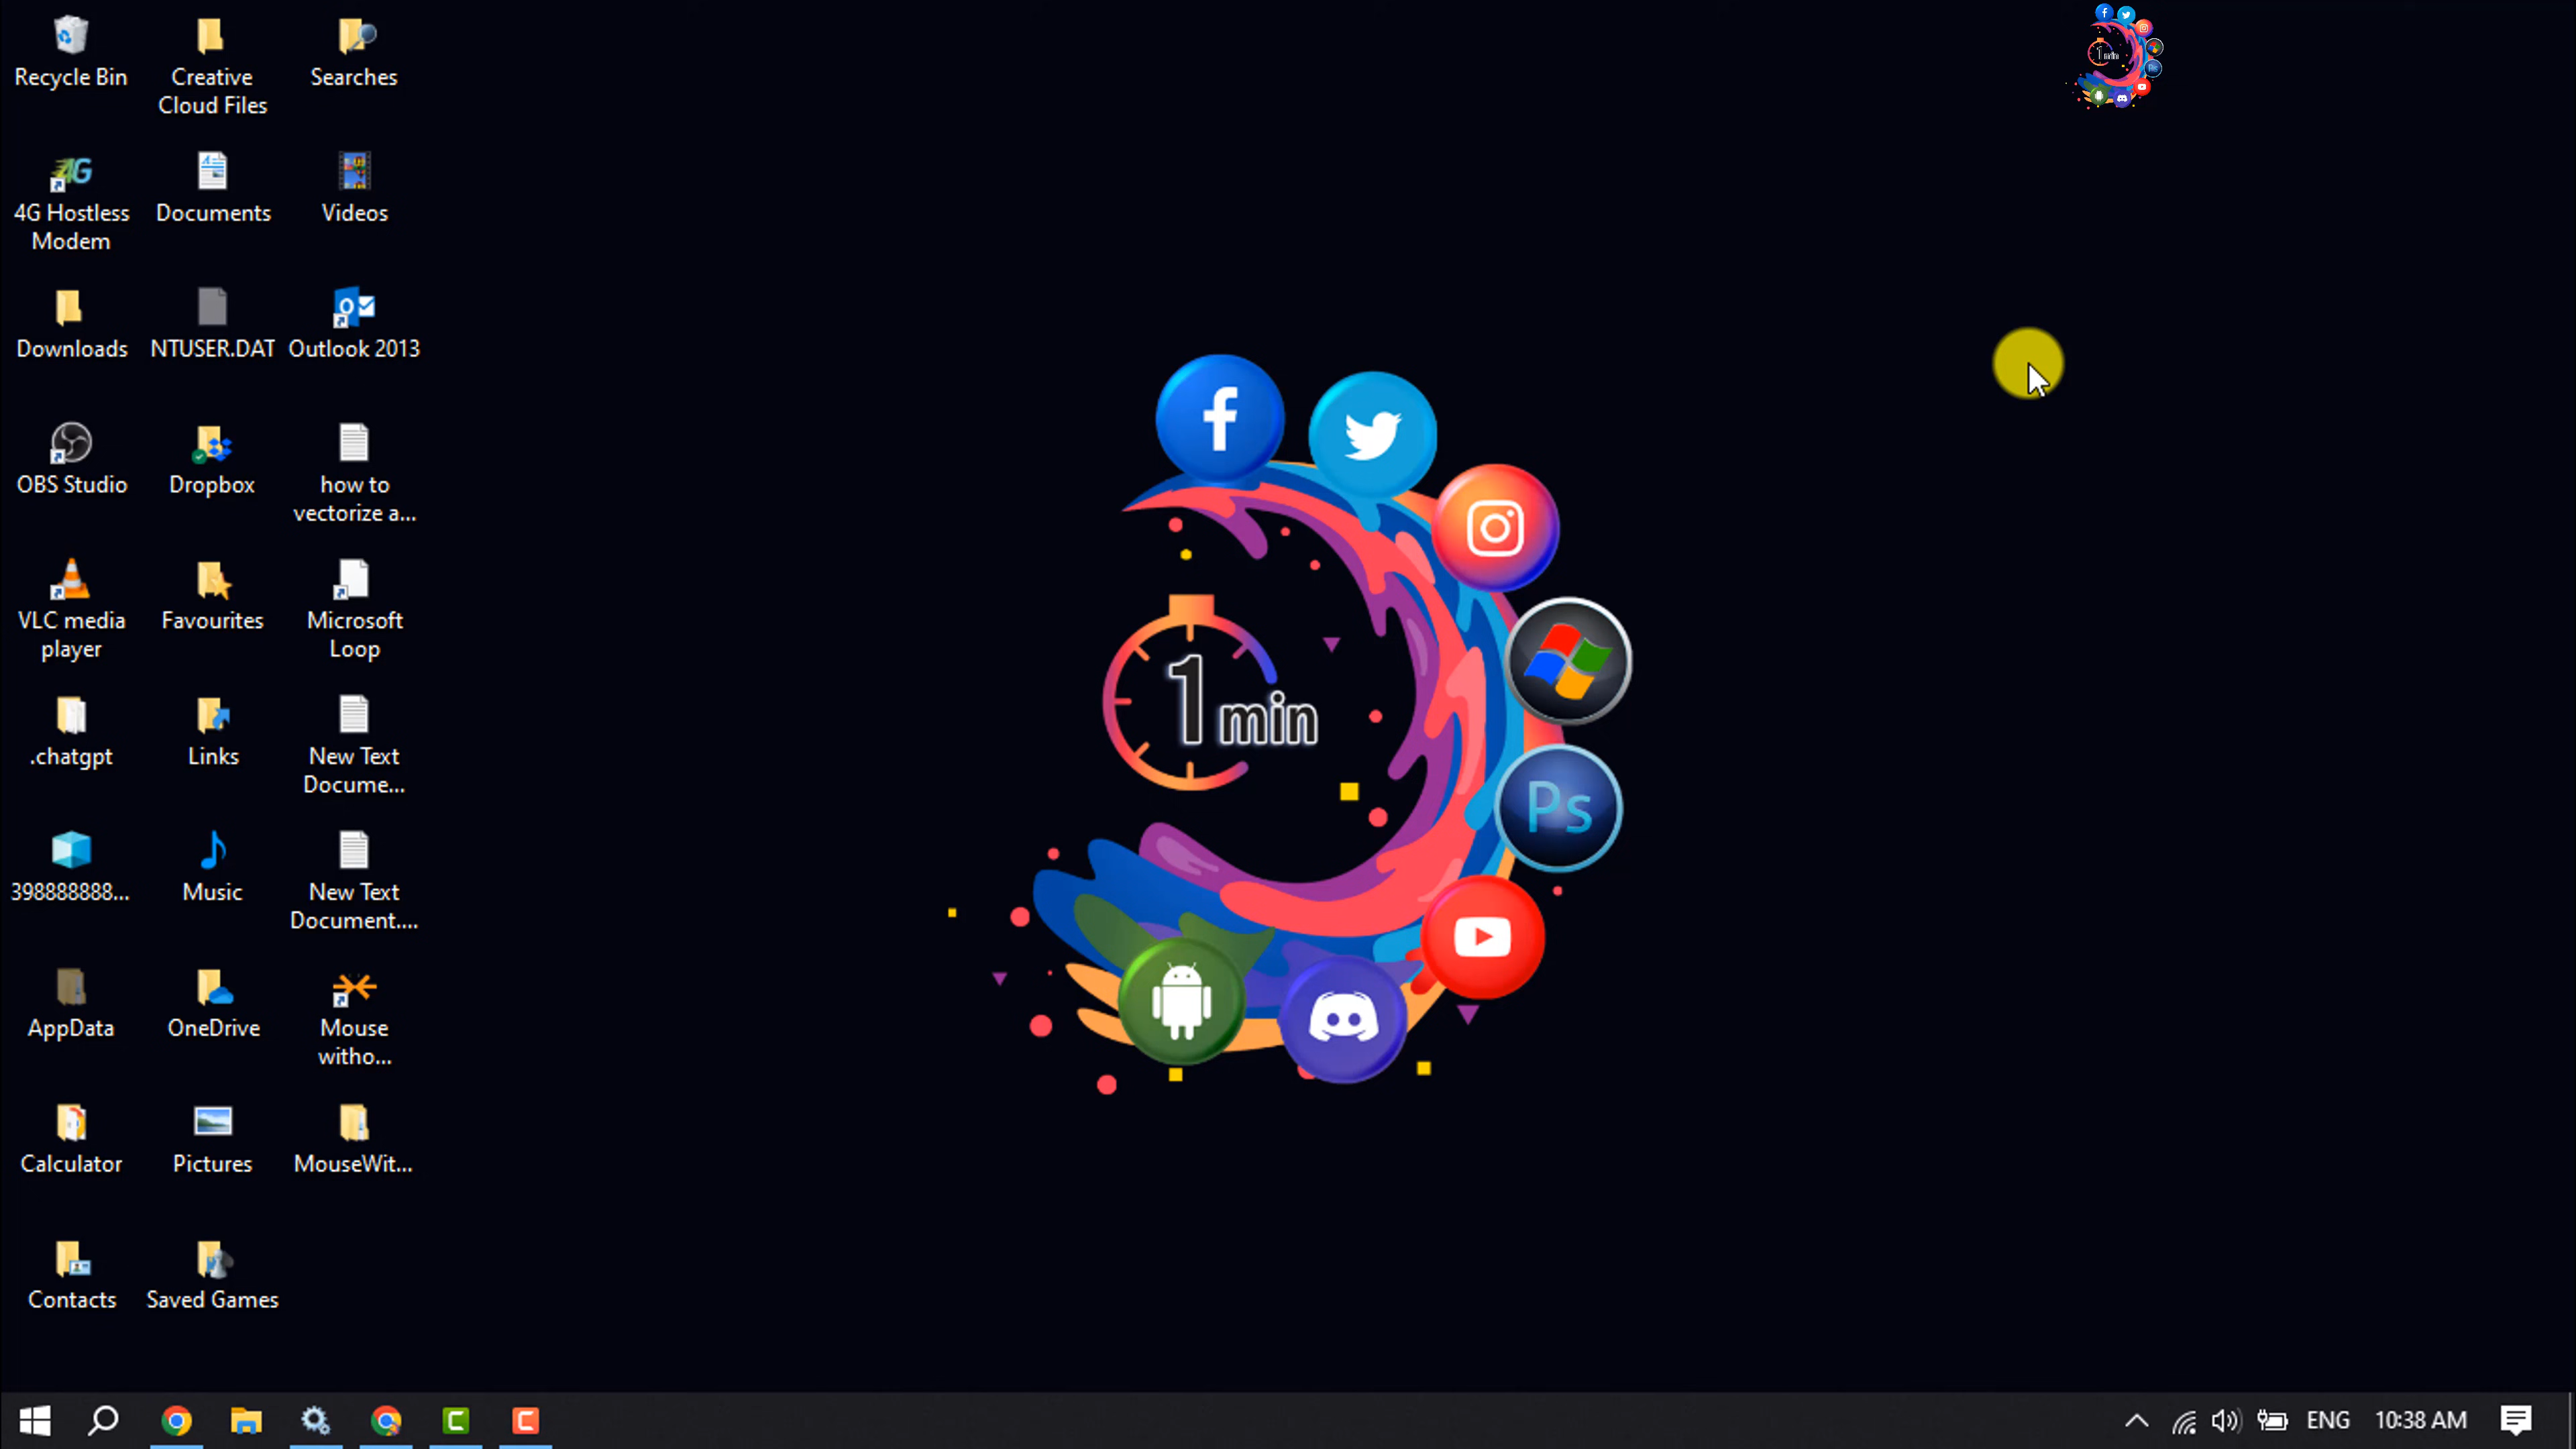 Recycle Bin
Creative
Cloud Files
Searches
4G
4G Hostless
Modem
Documents
Videos
Downloads
NTUSER.DAT
Outlook 2013
OBS Studio
Dropbox
how to
vectorize a...
VLC media
player
Favourites
Microsoft
Loop
.chatgpt
Links
New Text
Docume...
398888888...
Music
New Text
Document....
AppData
OneDrive
Mouse
witho...
Calculator
Pictures
MouseWit...
Contacts
Saved Games
1 min
Ps
ENG
10:38 AM